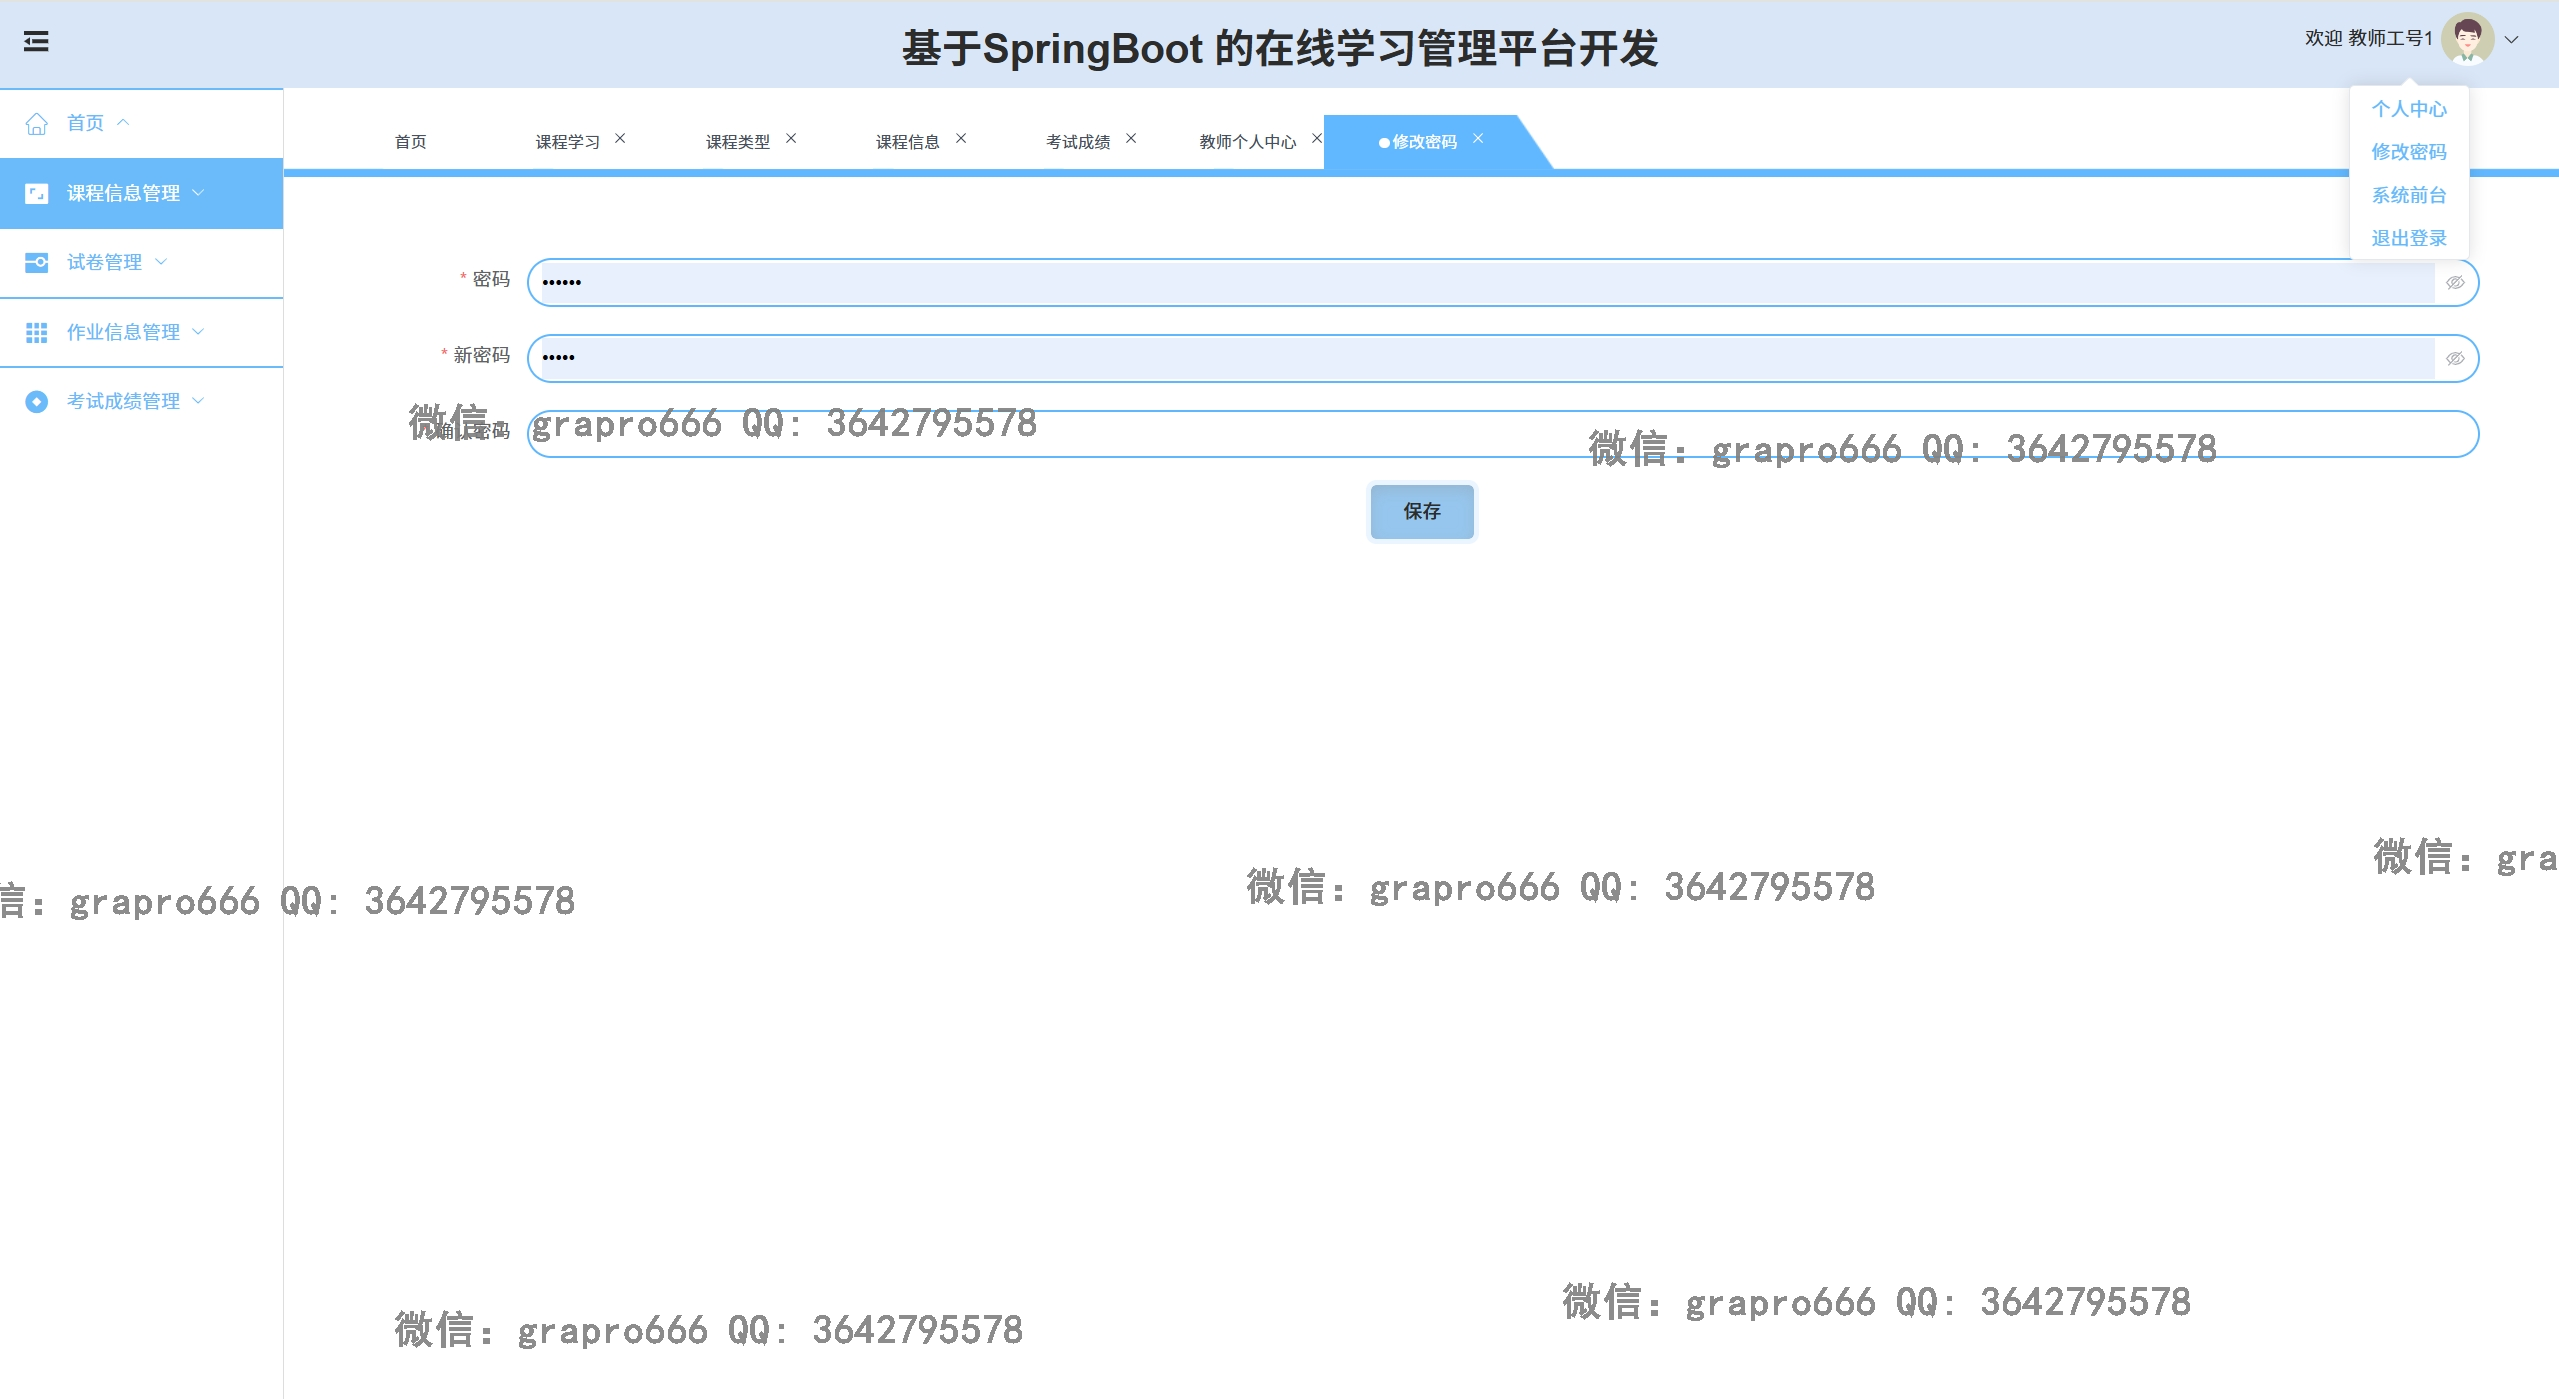 基于SpringBoot 的在线学习管理平台开发
欢迎 教师工号1
个人中心
修改密码
系统前台
退出登录
首页
课程信息管理
试卷管理
作业信息管理
考试成绩管理
首页 课程学习 课程类型 课程信息 考试成绩 教师个人中心 修改密码
* 密码 ••••••
* 新密码 •••••
确认密码
微信: grapro666 QQ: 3642795578
微信: grapro666 QQ: 3642795578
保存
微信: gra
信: grapro666 QQ: 3642795578
微信: grapro666 QQ: 3642795578
微信: grapro666 QQ: 3642795578
微信: grapro666 QQ: 3642795578